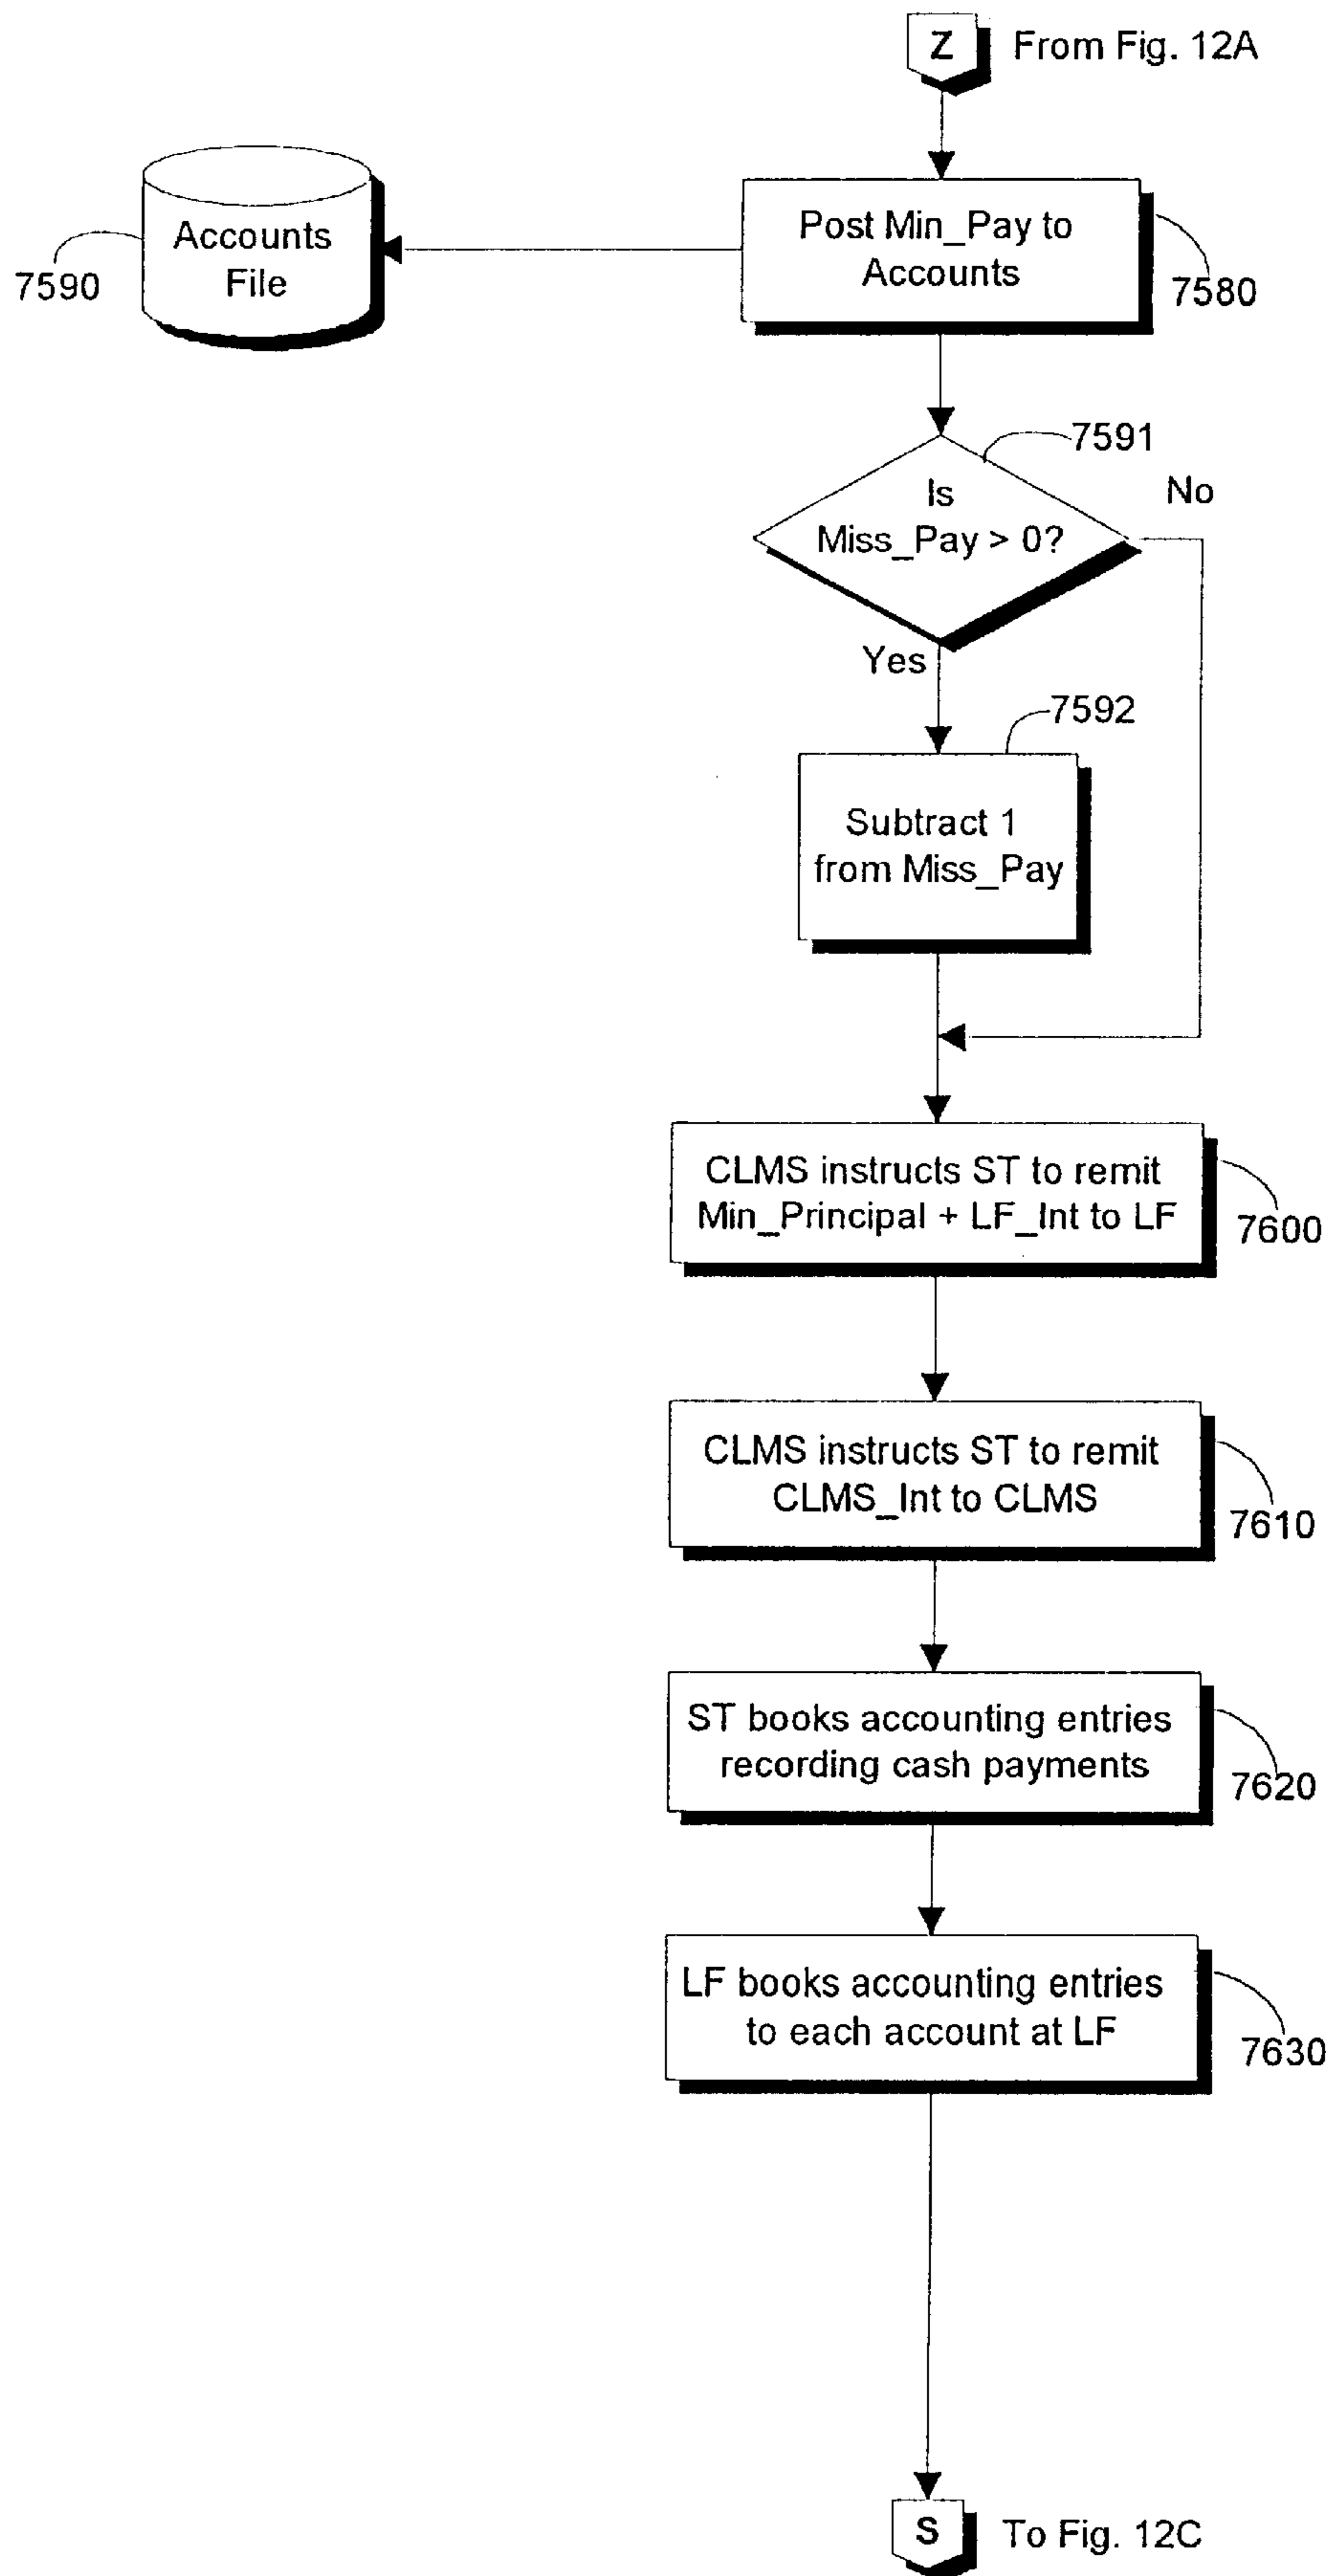 Z From Fig. 12A
Accounts
File
7590
Post Min_Pay to
Accounts
7580
7591
Is
Miss_Pay > 0?
No
Yes
7592
Subtract 1
from Miss_Pay
CLMS instructs ST to remit
Min_Principal + LF_Int to LF
7600
CLMS instructs ST to remit
CLMS_Int to CLMS
7610
ST books accounting entries
recording cash payments
7620
LF books accounting entries
to each account at LF
7630
S To Fig. 12C